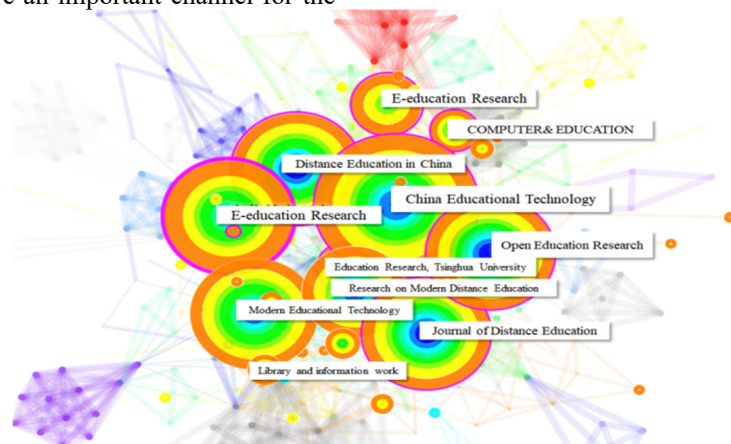 an important channel for the
E-education Research
COMPUTER& EDUCATION
Distance Education in China
China Educational Technology
E-education Research
Open Education Research
Education Research, Tsinghua University
Research on Modern Distance Education
Modern Educational Technology
Journal of Distance Education
Library and information work